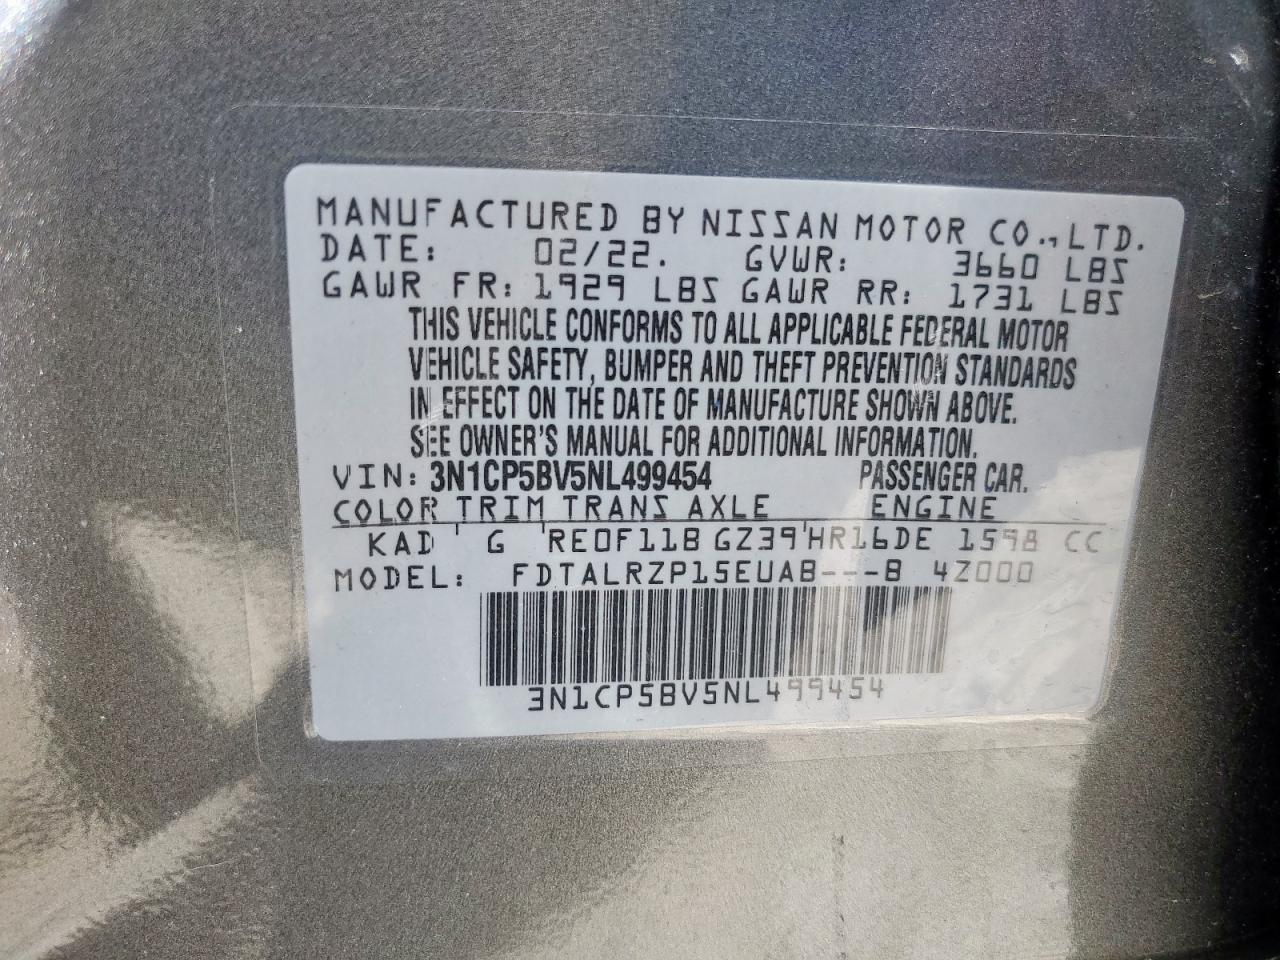 MANUFACTURED BY NISSAN MOTOR CO., LTD.
DATE: 02/22. GVWR: 3660 LBS
GAWR FR: 1929 LBS GAWR RR: 1731 LBS
THIS VEHICLE CONFORMS TO ALL APPLICABLE FEDERAL MOTOR
VEHICLE SAFETY, BUMPER AND THEFT PREVENTION STANDARDS
IN EFFECT ON THE DATE OF MANUFACTURE SHOWN ABOVE.
SEE OWNER'S MANUAL FOR ADDITIONAL INFORMATION.
VIN: 3N1CP5BV5NL499454 PASSENGER CAR.
COLOR TRIM TRANS AXLE ENGINE
KAD ' G ' RE0F11B GZ39 ' HR16DE 1598 CC
MODEL: FDTALRZP15EUAB---B 4Z000
3N1CP5BV5NL499454